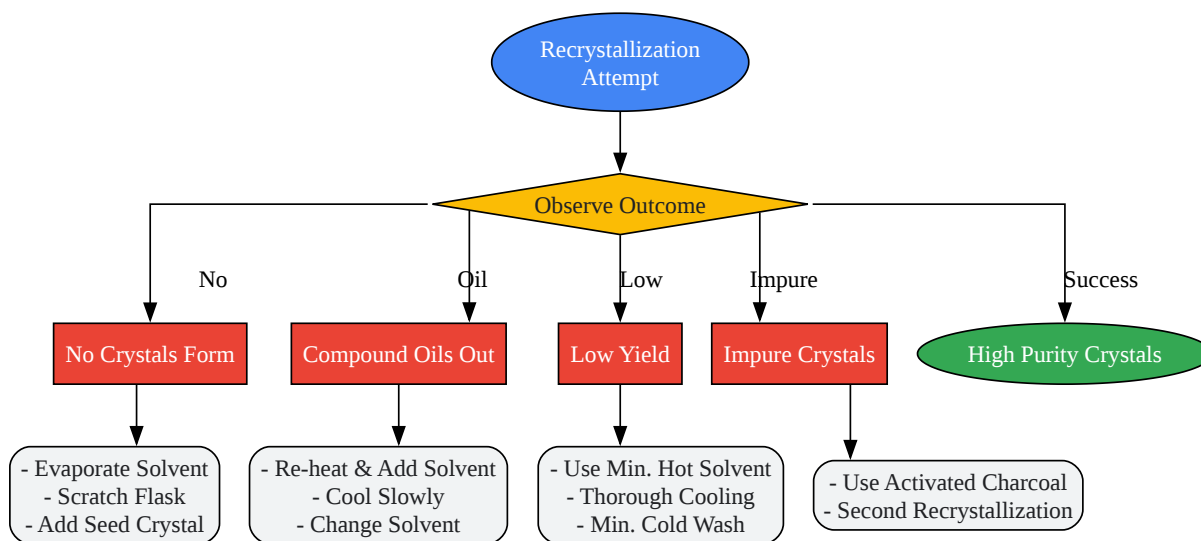 Recrystallization
Attempt
Observe Outcome
No
Oil
Low
Impure
Success
No Crystals Form
Compound Oils Out
Low Yield
Impure Crystals
High Purity Crystals
- Evaporate Solvent
- Scratch Flask
- Add Seed Crystal
- Re-heat & Add Solvent
- Cool Slowly
- Change Solvent
- Use Min. Hot Solvent
- Thorough Cooling
- Min. Cold Wash
- Use Activated Charcoal
- Second Recrystallization